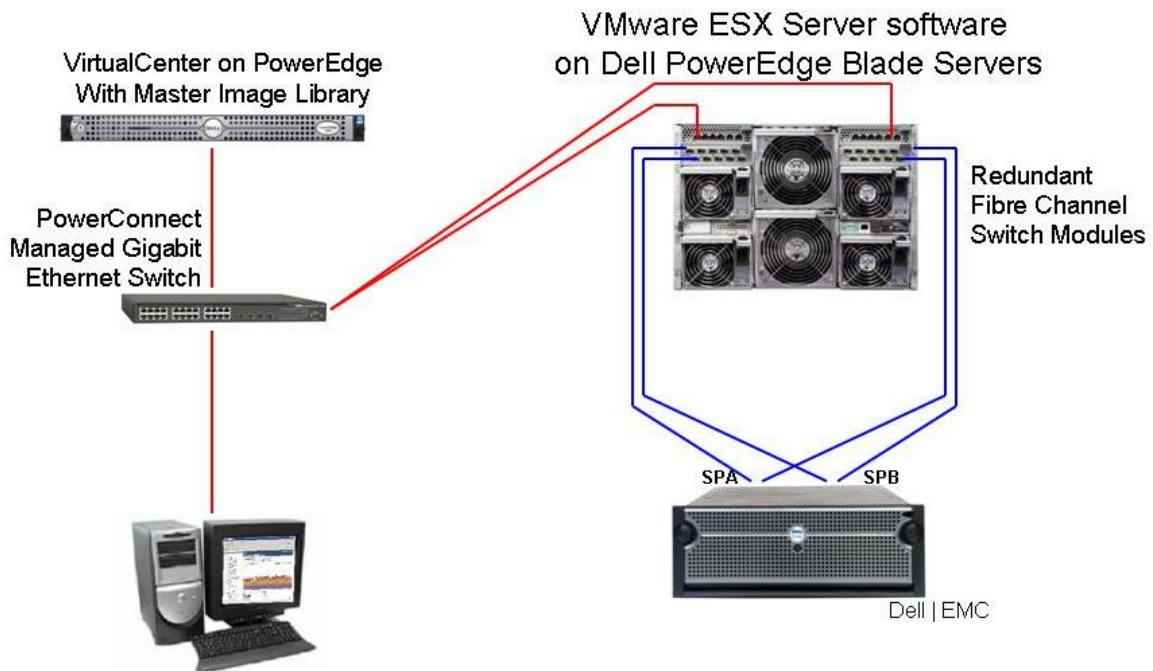 VMware ESX Server software
on Dell PowerEdge Blade Servers
VirtualCenter on PowerEdge
With Master Image Library
PowerConnect
Managed Gigabit
Ethernet Switch
Redundant
Fibre Channel
Switch Modules
SPA
SPB
Dell | EMC